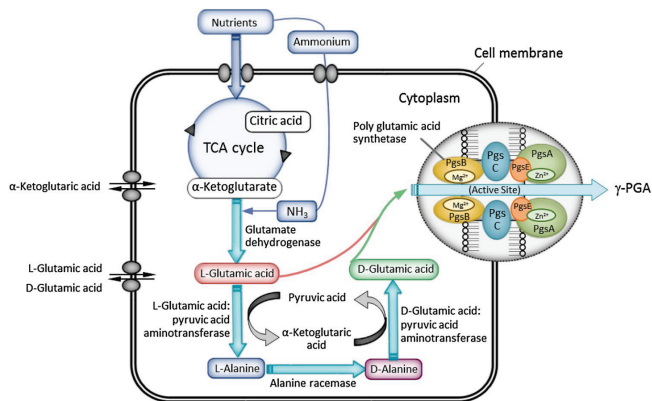 Nutrients
Ammonium
Cell membrane
Citric acid
Cytoplasm
TCA cycle
α-Ketoglutarate
Poly glutamic acid
synthetase
PgsB
Mg²⁺
Pgs
C
PgsE
PgsA
Zn²⁺
(Active Site)
γ-PGA
Mg²⁺
PgsB
Pgs
C
PgsE
Zn²⁺
PgsA
α-Ketoglutaric acid
NH₃
Glutamate
dehydrogenase
L-Glutamic acid
D-Glutamic acid
L-Glutamic acid
D-Glutamic acid
L-Glutamic acid:
pyruvic acid
aminotransferase
Pyruvic acid
α-Ketoglutaric
acid
D-Glutamic acid:
pyruvic acid
aminotransferase
L-Alanine
Alanine racemase
D-Alanine